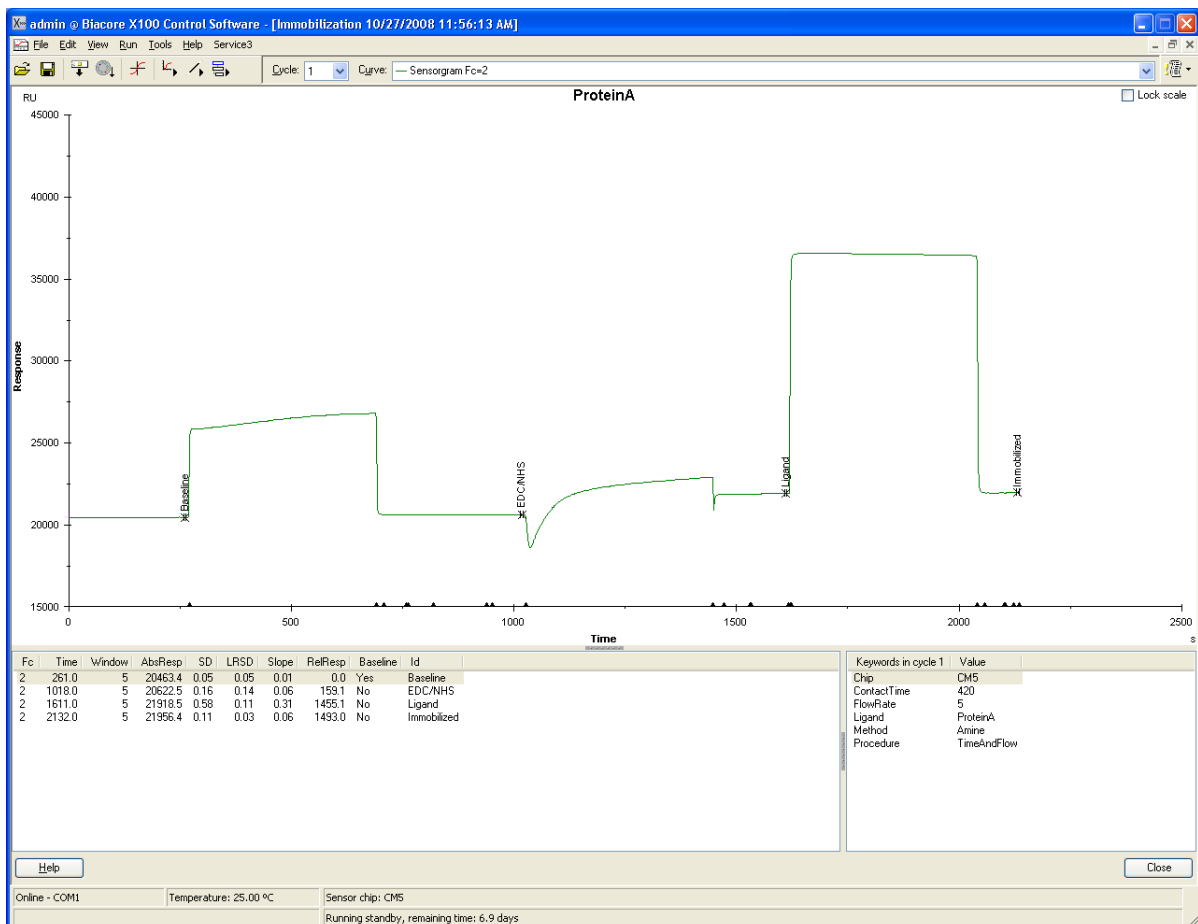 admin @ Biacore X100 Control Software - [Immobilization 10/27/2008 11:56:13 AM]
File Edit View Run Tools Help Service3
Cycle: 1 Curve: Sensorgram Fc=2
RU
ProteinA
Lock scale
45000
40000
35000
30000
25000
20000
15000
Response
Baseline
EDC/NHS
Ligand
Immobilized
0 500 1000 1500 2000 2500
Time
s
Fc Time Window AbsResp SD LRSD Slope RelResp Baseline Id
2 261.0 5 20463.4 0.05 0.05 0.01 0.0 Yes Baseline
2 1018.0 5 20622.5 0.16 0.14 0.06 159.1 No EDC/NHS
2 1611.0 5 21918.5 0.58 0.11 0.31 1455.1 No Ligand
2 2132.0 5 21956.4 0.11 0.03 0.06 1493.0 No Immobilized
Keywords in cycle 1 Value
Chip CM5
ContactTime 420
FlowRate 5
Ligand ProteinA
Method Amine
Procedure TimeAndFlow
Help
Close
Online - COM1 Temperature: 25.00 ºC Sensor chip: CM5
Running standby, remaining time: 6.9 days